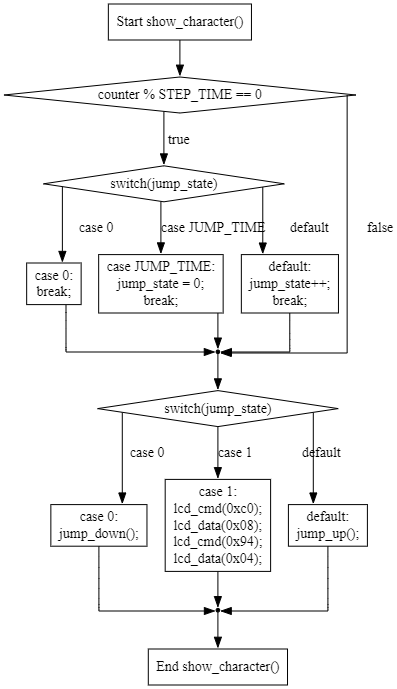 Start show_character()
counter % STEP_TIME == 0
true
switch(jump_state)
case 0
case JUMP_TIME
default
false
case 0:
break;
case JUMP_TIME:
jump_state = 0;
break;
default:
jump_state++;
break;
switch(jump_state)
case 0
case 1
default
case 0:
jump_down();
case 1:
lcd_cmd(0xc0);
lcd_data(0x08);
lcd_cmd(0x94);
lcd_data(0x04);
default:
jump_up();
End show_character()